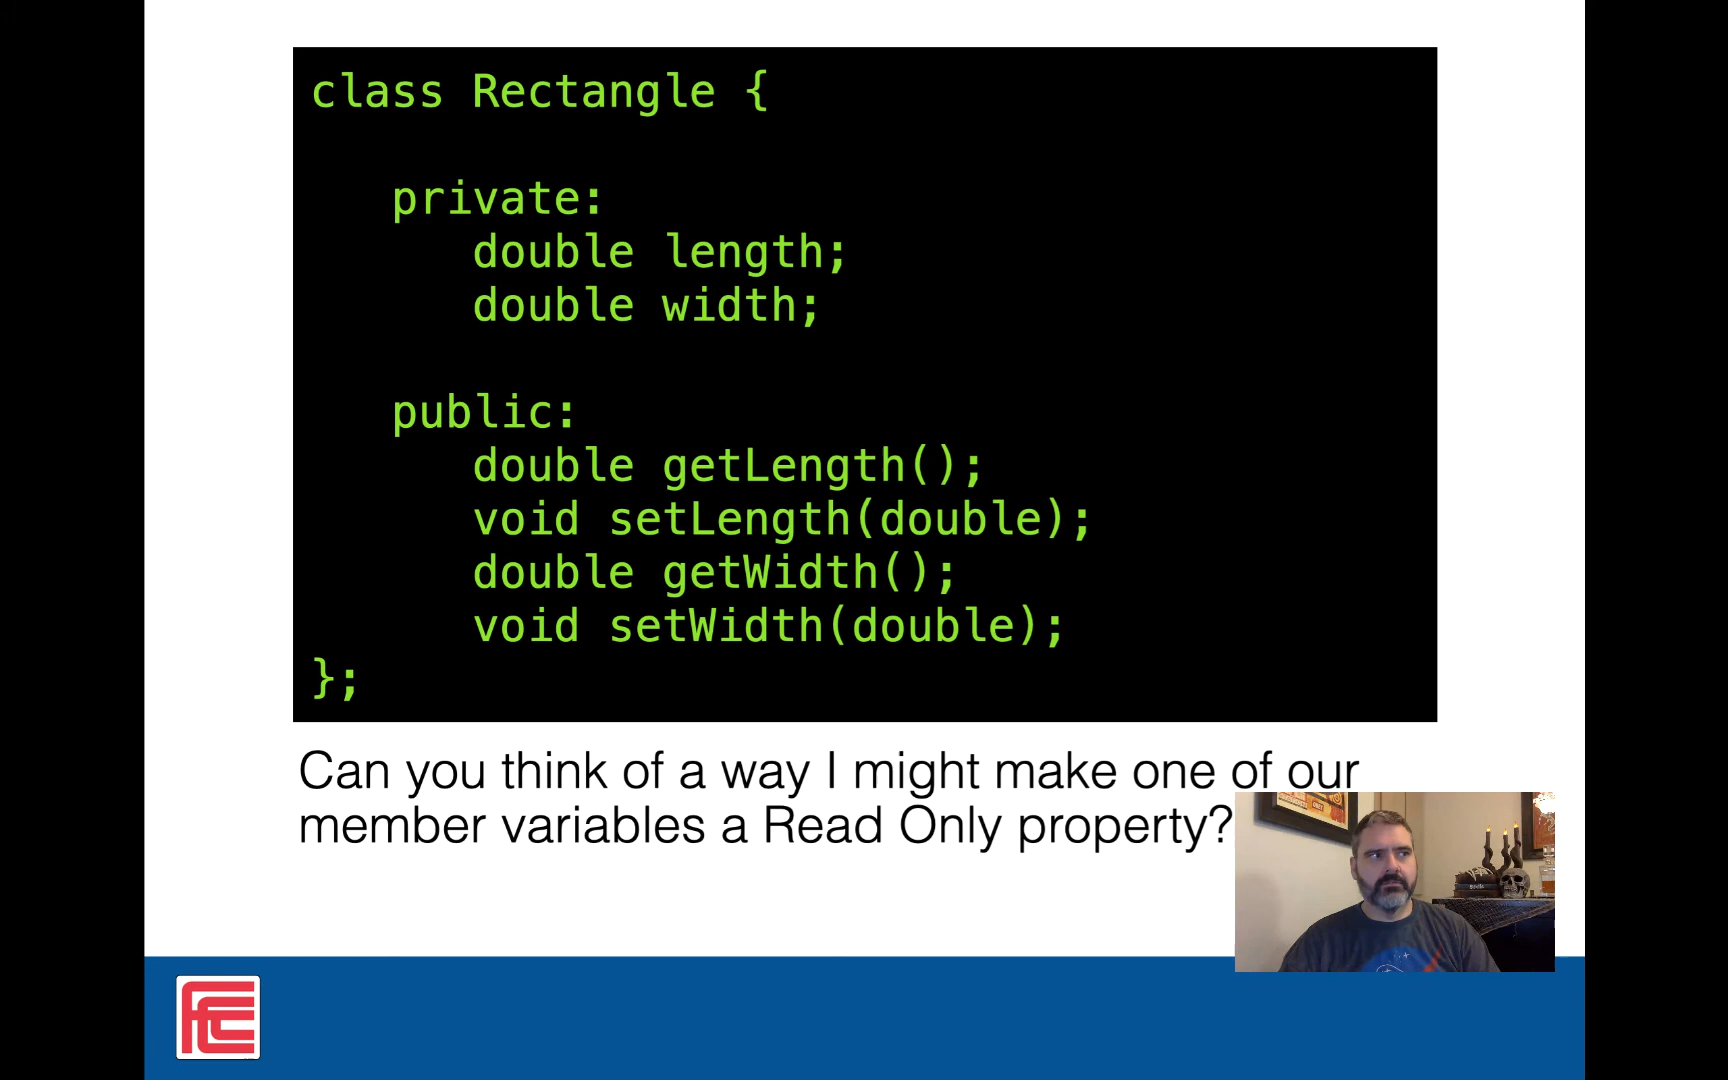 class Rectangle {
private:
double length;
double width;
public:
double getLength();
void setLength(double);
double getWidth();
void setWidth(double);
};
Can you think of a way I might make one of our
member variables a Read Only property?